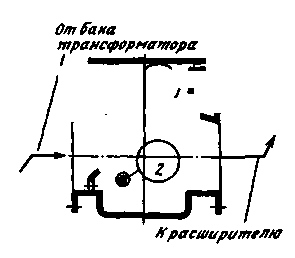 От бака
трансформатора
1
2
К расширителю